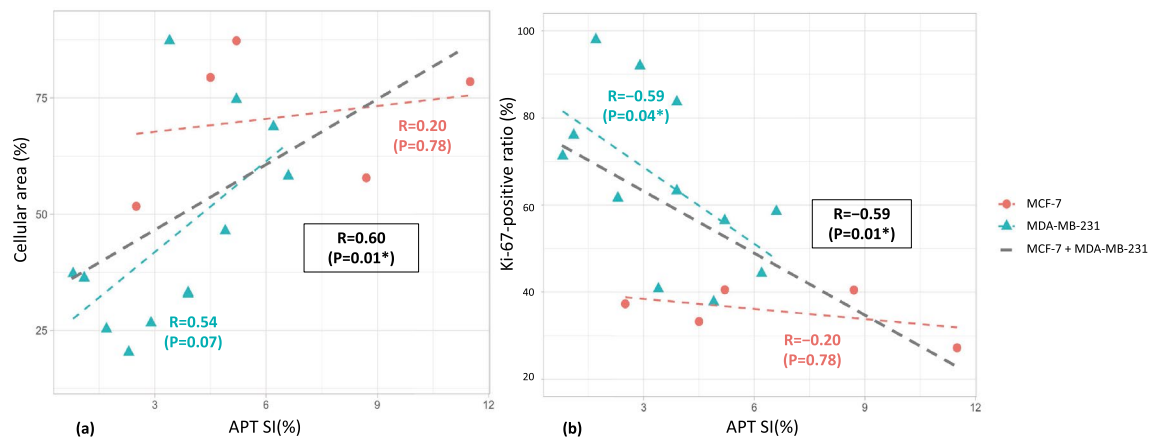 Cellular area (%)
75
50
25
3
6
9
12
R=0.20
(P=0.78)
R=0.60
(P=0.01*)
R=0.54
(P=0.07)
(a)
APT SI(%)
Ki-67-positive ratio (%)
100
80
60
40
20
3
6
9
12
R=−0.59
(P=0.04*)
R=−0.59
(P=0.01*)
R=−0.20
(P=0.78)
(b)
APT SI(%)
MCF-7
MDA-MB-231
MCF-7 + MDA-MB-231